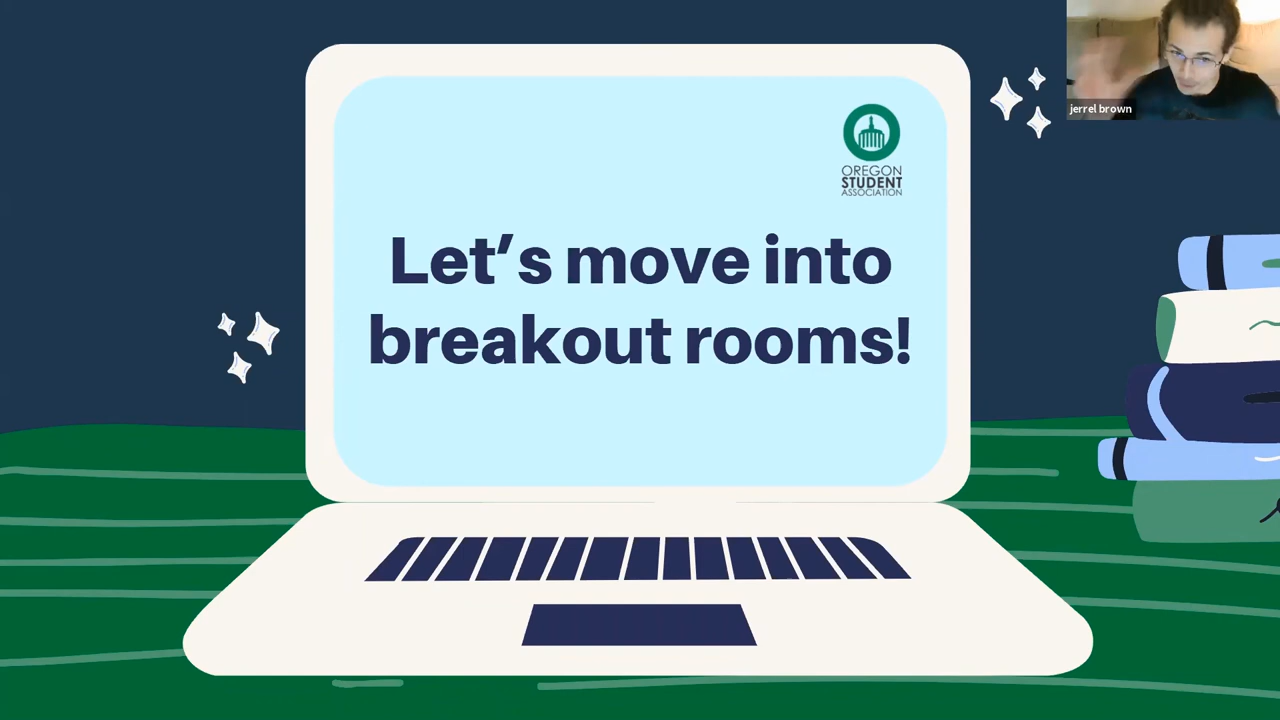 jerrel brown
OREGON
STUDENT
ASSOCIATION
Let's move into
breakout rooms!